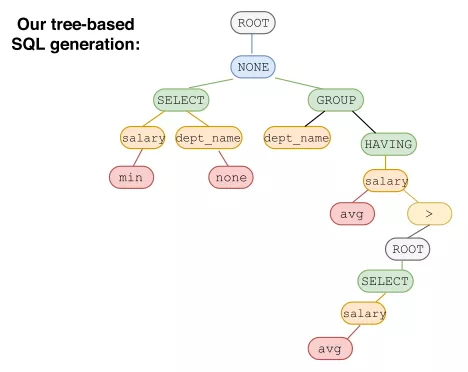 Our tree-based
SQL generation:
ROOT
NONE
SELECT
GROUP
salary
dept_name
dept_name
HAVING
min
none
salary
avg
>
ROOT
SELECT
salary
avg